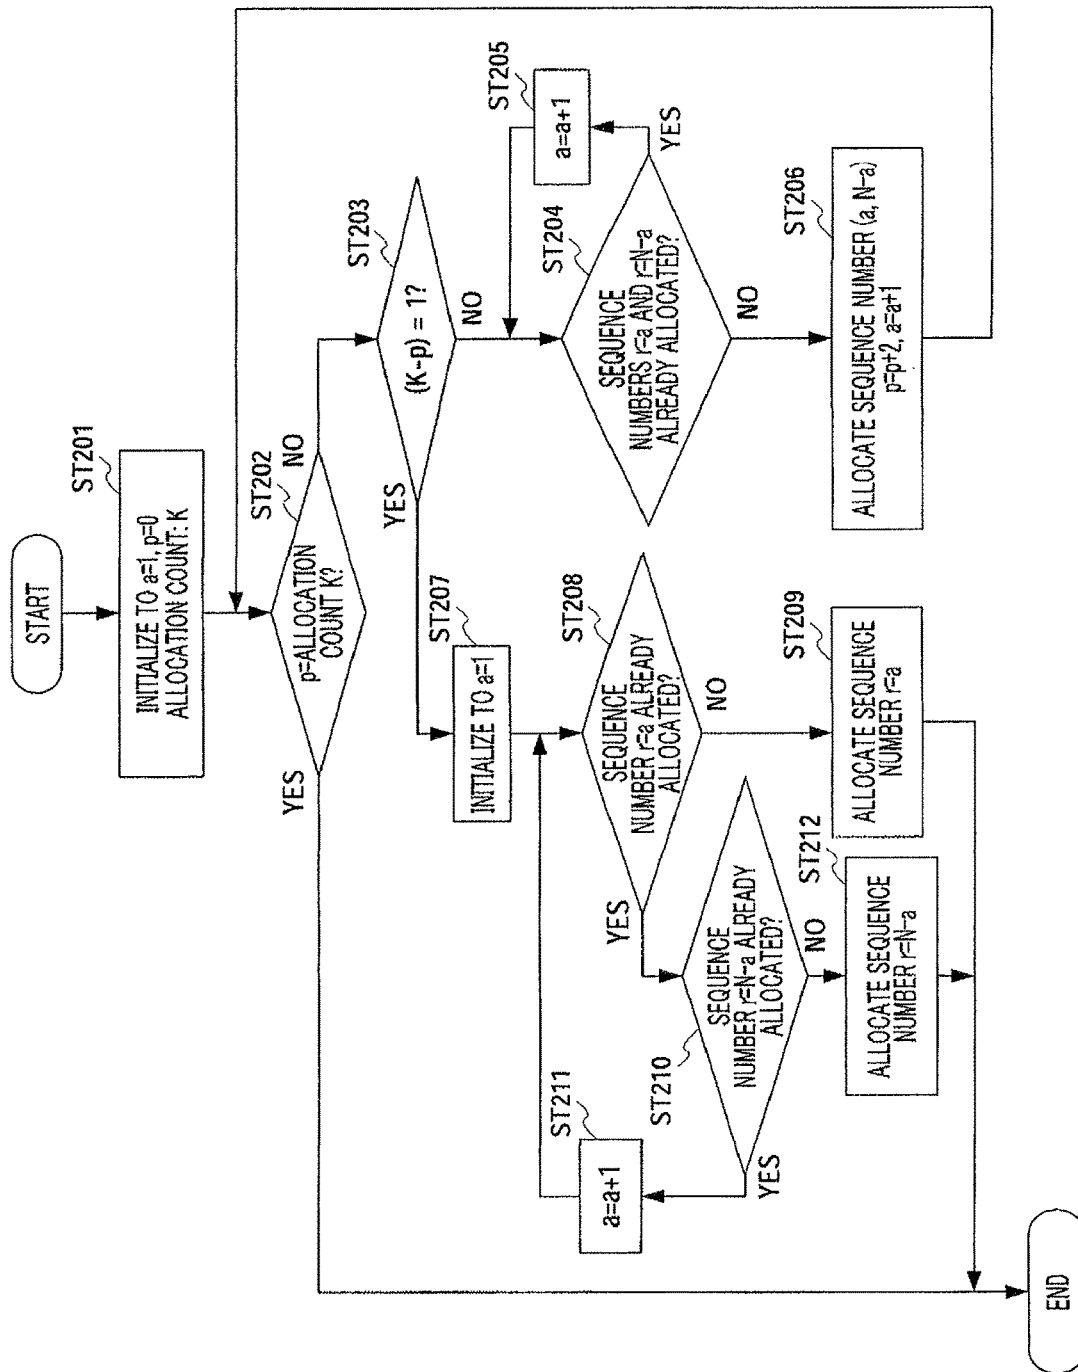 START
ST201
INITIALIZE TO a=1, p=0
ALLOCATION COUNT: K
ST202
p=ALLOCATION
COUNT K?
YES
NO
ST203
(K-p) = 1?
YES
NO
ST204
SEQUENCE
NUMBERS r=a AND r=N-a
ALREADY ALLOCATED?
YES
NO
ST205
a=a+1
ST206
ALLOCATE SEQUENCE NUMBER (a, N-a)
p=p+2, a=a+1
ST207
INITIALIZE TO a=1
ST208
SEQUENCE
NUMBER r=a ALREADY
ALLOCATED?
YES
NO
ST209
ALLOCATE SEQUENCE
NUMBER r=a
ST210
SEQUENCE
NUMBER r=N-a ALREADY
ALLOCATED?
YES
NO
ST211
a=a+1
ST212
ALLOCATE SEQUENCE
NUMBER r=N-a
END